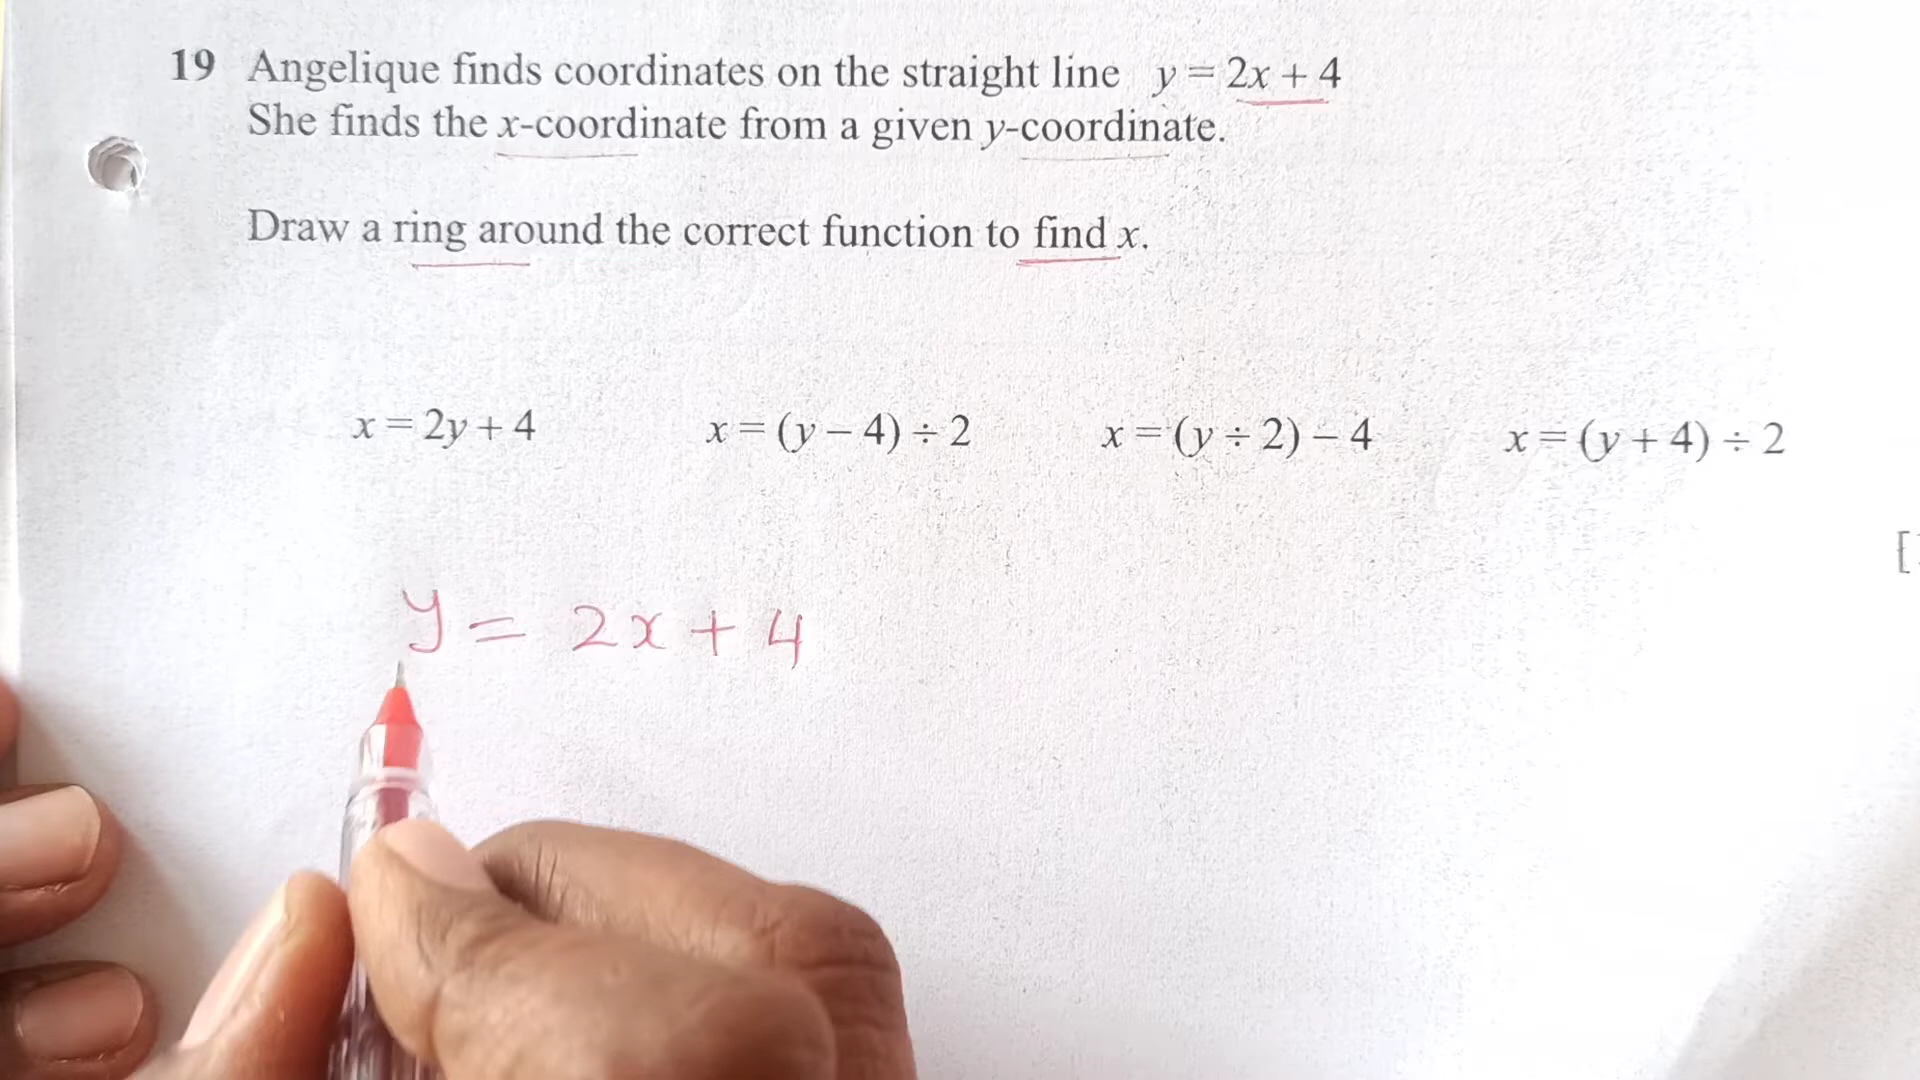 19 Angelique finds coordinates on the straight line y = 2x + 4
She finds the x-coordinate from a given y-coordinate.
Draw a ring around the correct function to find x.
x = 2y + 4 x = (y – 4) ÷ 2 x = (y ÷ 2) – 4 x = (y + 4) ÷ 2
[
y = 2x + 4